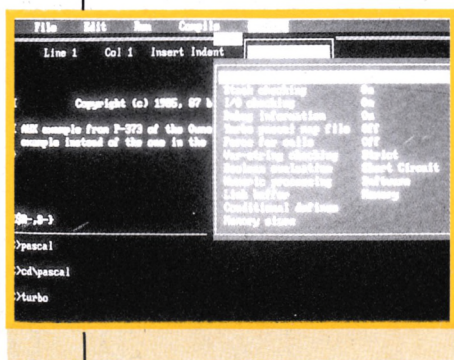 File Edit Run Compile
Line 1 Col 1 Insert Indent
Copyright (c) 1985, 87 b
example from P-373 of the Owne
example instead of the one in the
Stack checking On
I/O checking On
Debug information On
Turbo pascal map file Off
Force far calls Off
Var-string checking Strict
Boolean evaluation Short Circuit
Numeric processing Software
Link buffer Memory
Conditional defines
Memory sizes
>pascal
>cd\pascal
>turbo